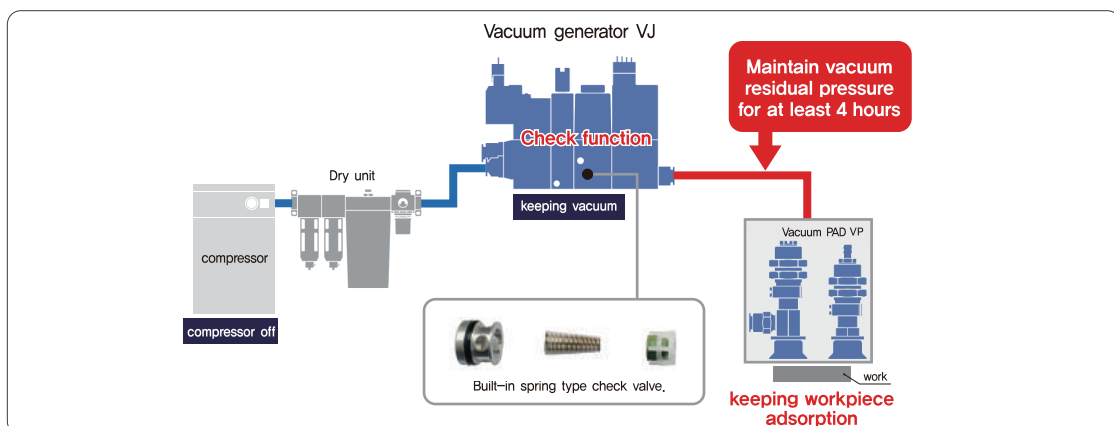 Vacuum generator VJ
Maintain vacuum
residual pressure
for at least 4 hours
Check function
Dry unit
keeping vacuum
Vacuum PAD VP
compressor
compressor off
Built-in spring type check valve.
work
keeping workpiece
adsorption